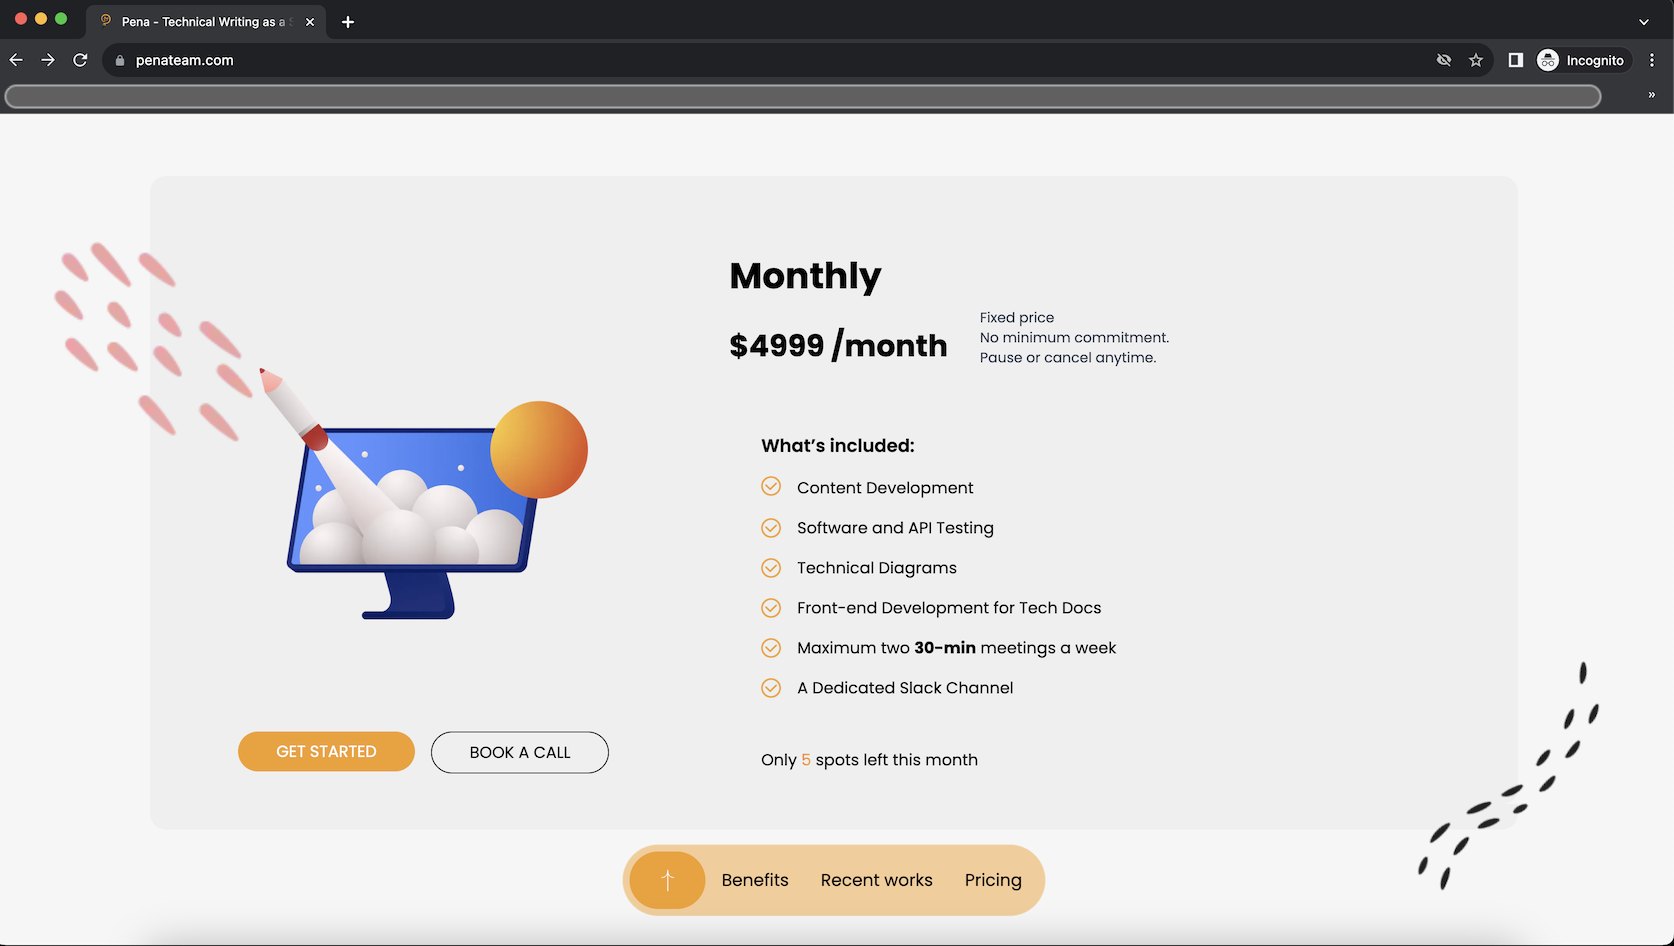 Pena - Technical Writing as a
penateam.com
Incognito
Monthly
$4999 /month
Fixed price
No minimum commitment.
Pause or cancel anytime.
What's included:
Content Development
Software and API Testing
Technical Diagrams
Front-end Development for Tech Docs
Maximum two 30-min meetings a week
A Dedicated Slack Channel
GET STARTED
BOOK A CALL
Only 5 spots left this month
Benefits
Recent works
Pricing